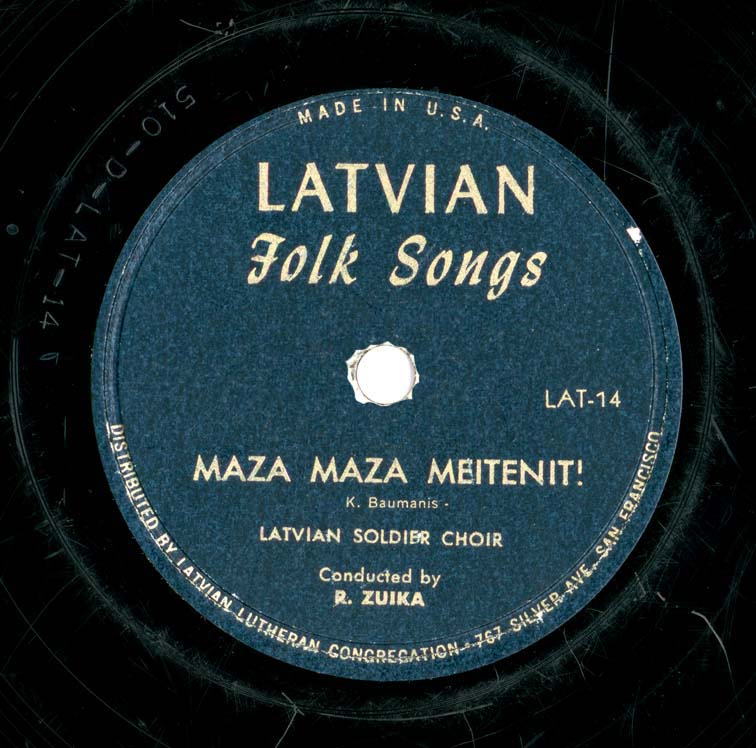 MADE IN U.S.A.
LATVIAN
Folk Songs
LAT-14
MAZA MAZA MEITENIT!
K. Baumanis -
LATVIAN SOLDIER CHOIR
Conducted by
R. ZUIKA
DISTRIBUTED BY LATVIAN LUTHERAN CONGREGATION - 767 SILVER AVE. SAN FRANCISCO
510-D-LAT-14